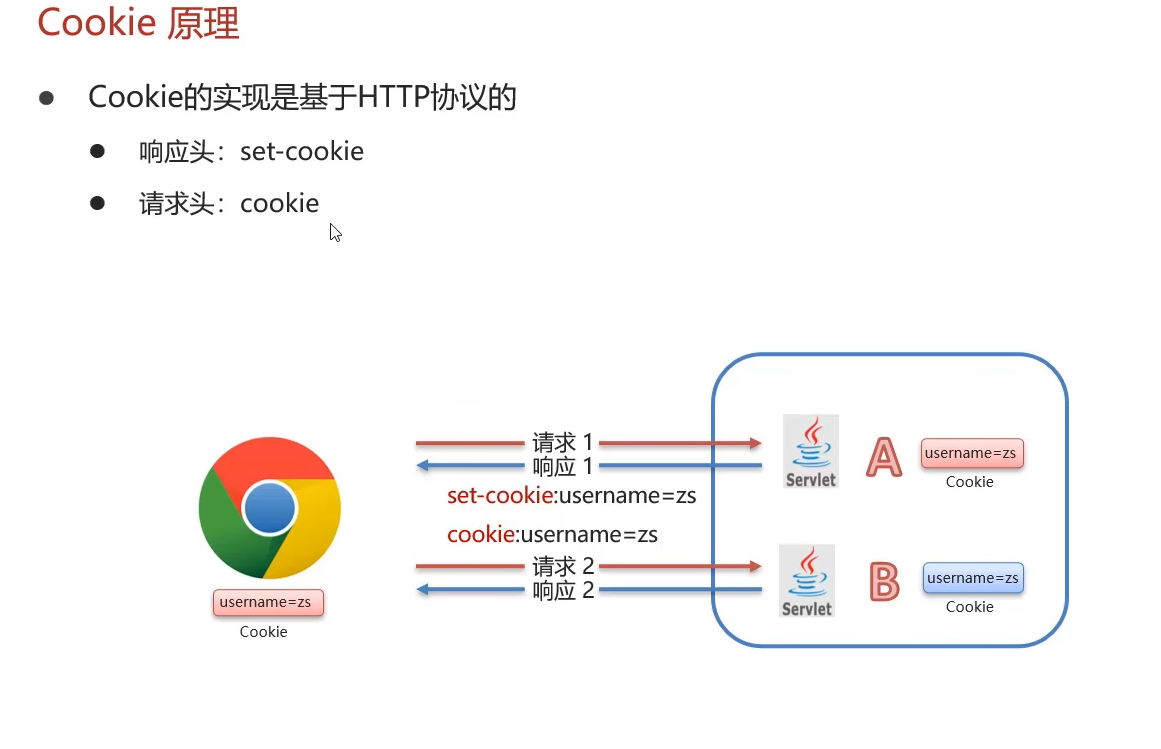 Cookie 原理
Cookie的实现是基于HTTP协议的
响应头：set-cookie
请求头：cookie
请求 1
响应 1
set-cookie:username=zs
cookie:username=zs
请求 2
响应 2
username=zs
Cookie
Servlet
A
username=zs
Cookie
Servlet
B
username=zs
Cookie